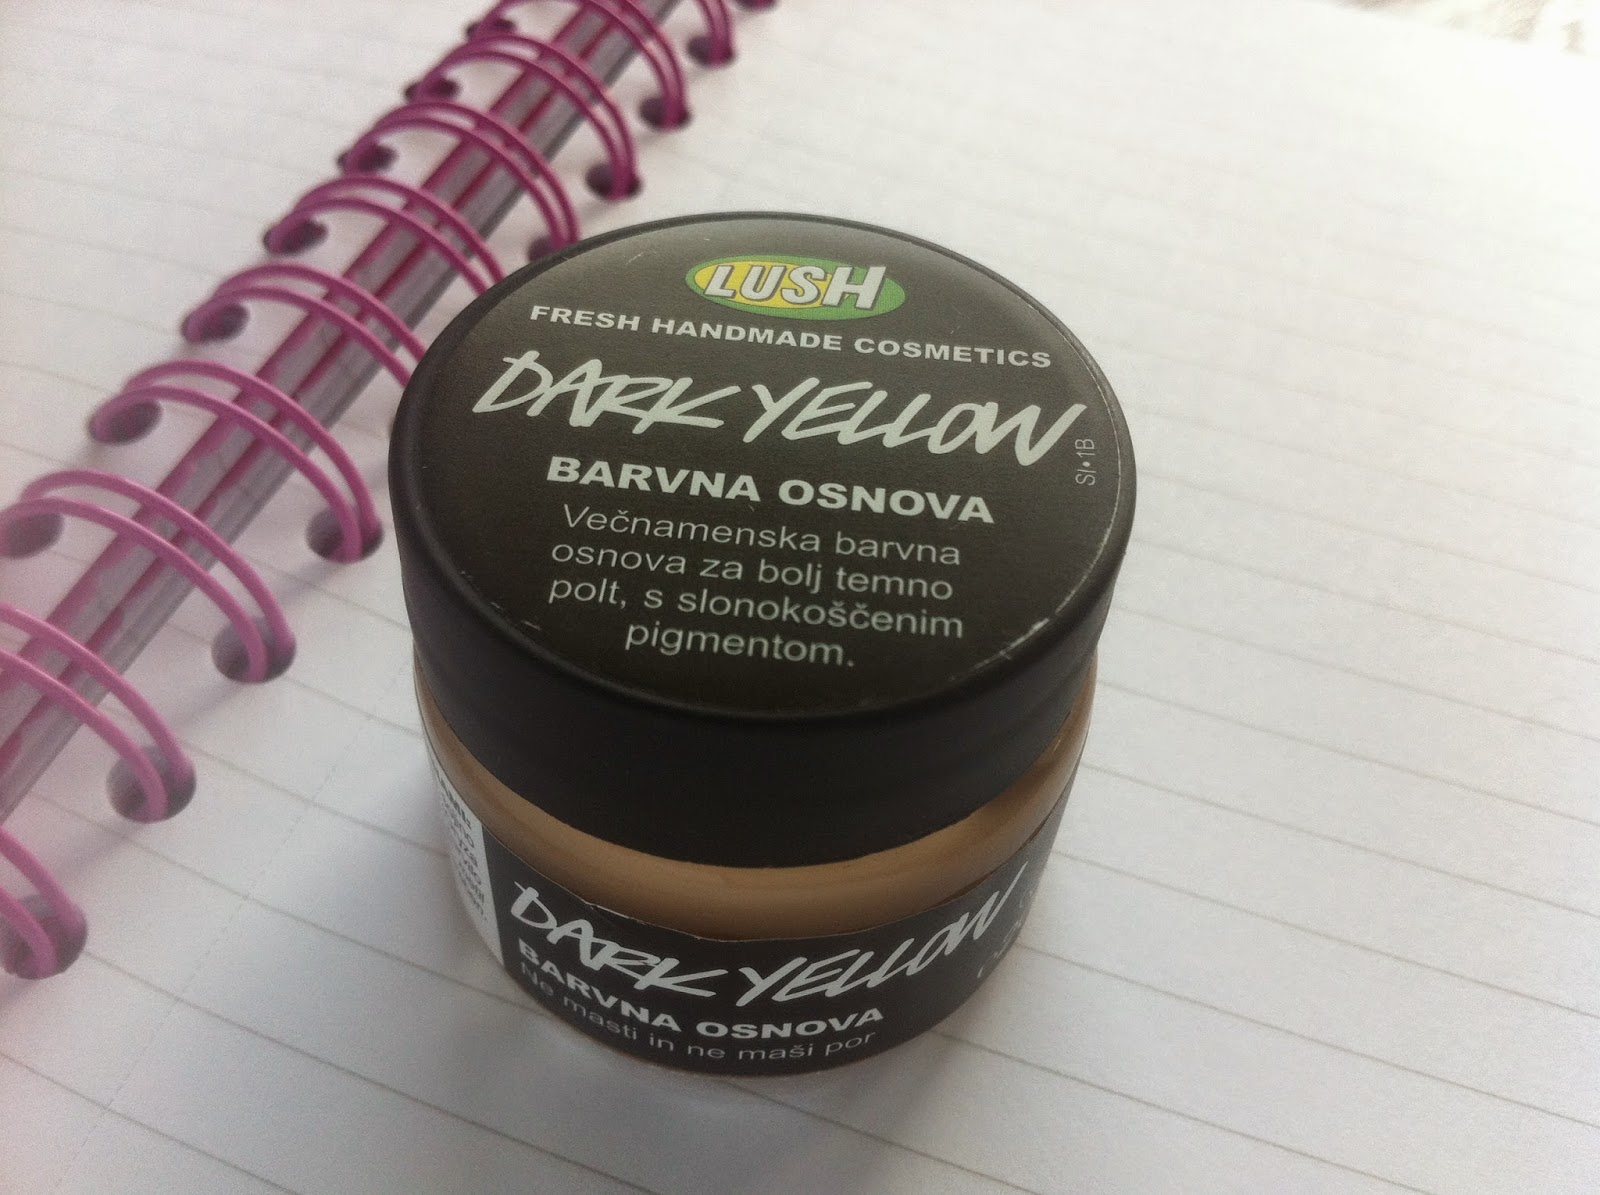 LUSH
FRESH HANDMADE COSMETICS
DARK YELLOW
SI•1B
BARVNA OSNOVA
Večnamenska barvna
osnova za bolj temno
polt, s slonokoščenim
pigmentom.
DARK YELLOW
BARVNA OSNOVA
Ne masti in ne maši por